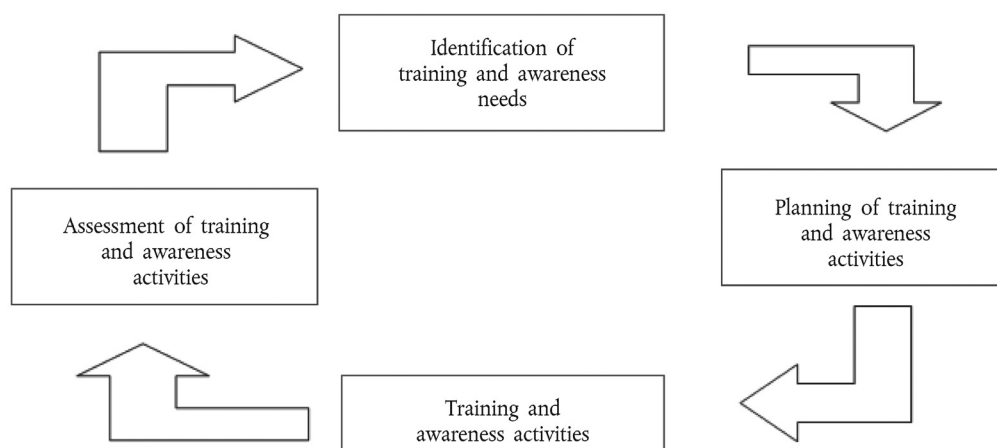 Identification of
training and awareness
needs
Planning of training
and awareness
activities
Assessment of training
and awareness
activities
Training and
awareness activities